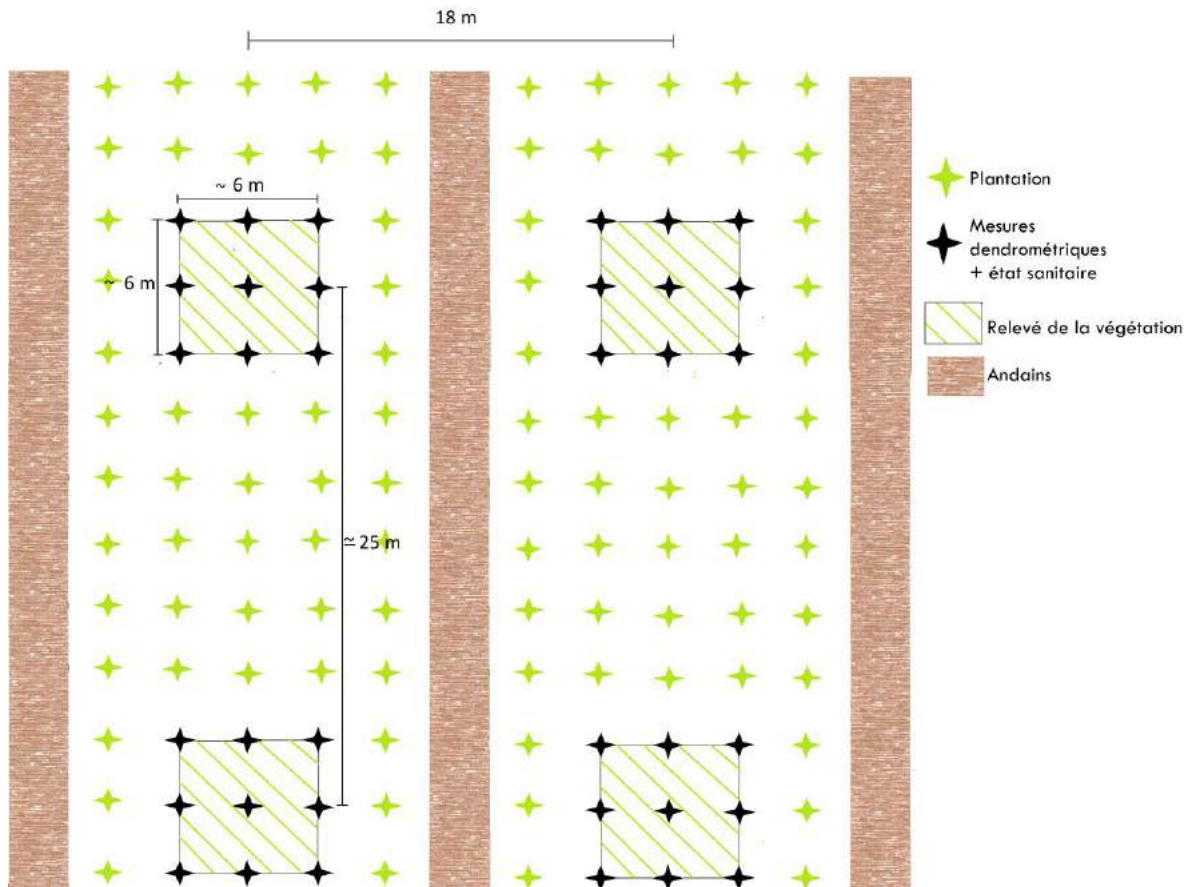 18 m
~ 6 m
~ 6 m
≃ 25 m
Plantation
Mesures
dendrométriques
+ état sanitaire
Relevé de la végétation
Andains